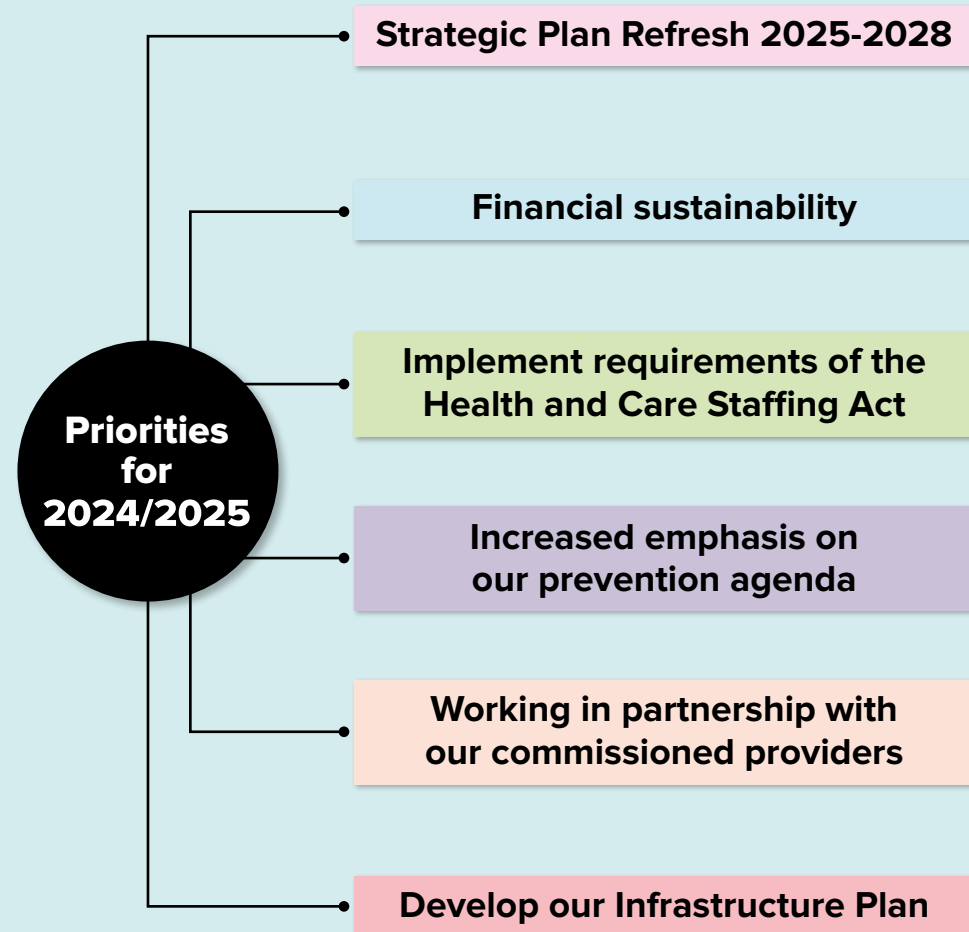 Strategic Plan Refresh 2025-2028
Financial sustainability
Implement requirements of the
Health and Care Staffing Act
Priorities
for
2024/2025
Increased emphasis on
our prevention agenda
Working in partnership with
our commissioned providers
Develop our Infrastructure Plan